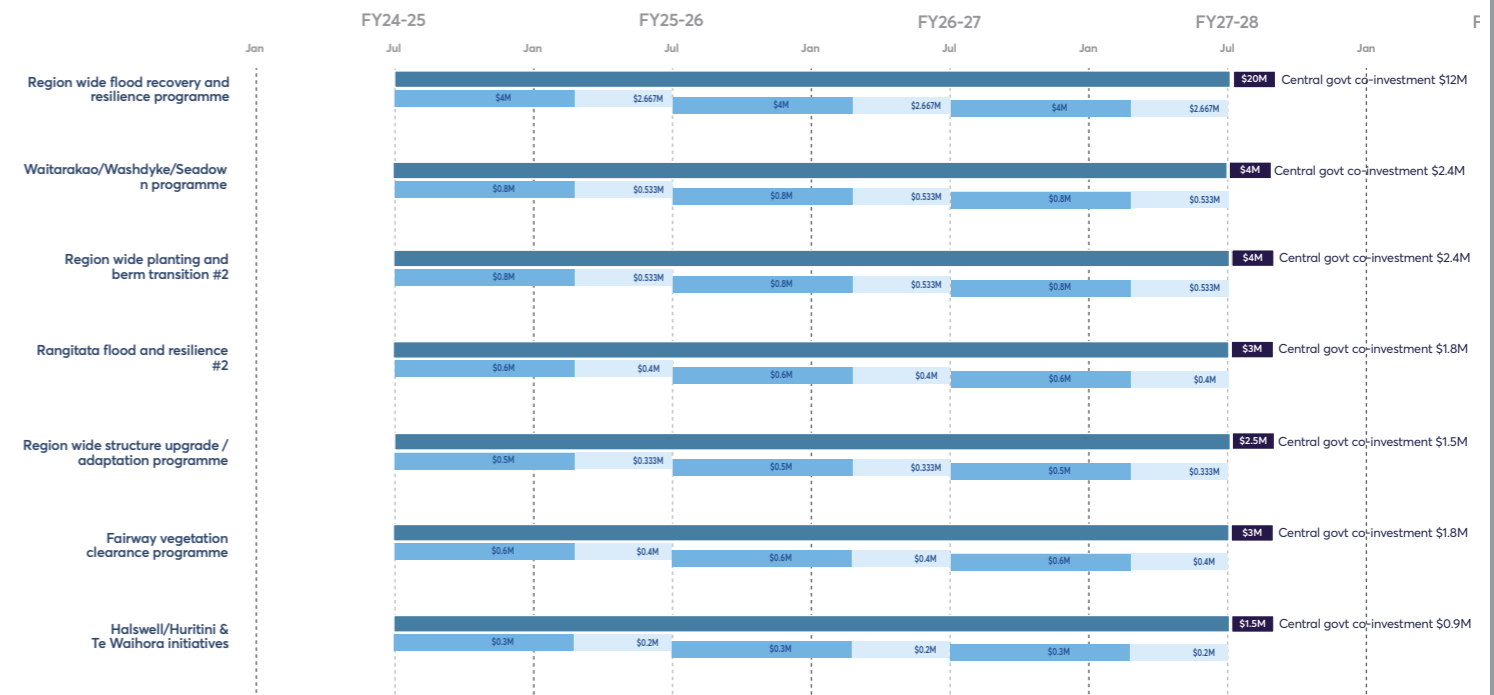 FY24-25 FY25-26 FY26-27 FY27-28 F
Jan Jul Jan Jul Jan Jul Jan Jul Jan
Region wide flood recovery and
resilience programme
$20M Central govt co-investment $12M
$4M $2.667M $4M $2.667M $4M $2.667M
Waitarakao/Washdyke/Seadow
n programme
$4M Central govt co-investment $2.4M
$0.8M $0.533M $0.8M $0.533M $0.8M $0.533M
Region wide planting and
berm transition #2
$4M Central govt co-investment $2.4M
$0.8M $0.533M $0.8M $0.533M $0.8M $0.533M
Rangitata flood and resilience
#2
$3M Central govt co-investment $1.8M
$0.6M $0.4M $0.6M $0.4M $0.6M $0.4M
Region wide structure upgrade /
adaptation programme
$2.5M Central govt co-investment $1.5M
$0.5M $0.333M $0.5M $0.333M $0.5M $0.333M
Fairway vegetation
clearance programme
$3M Central govt co-investment $1.8M
$0.6M $0.4M $0.6M $0.4M $0.6M $0.4M
Halswell/Huritini &
Te Waihora initiatives
$1.5M Central govt co-investment $0.9M
$0.3M $0.2M $0.3M $0.2M $0.3M $0.2M